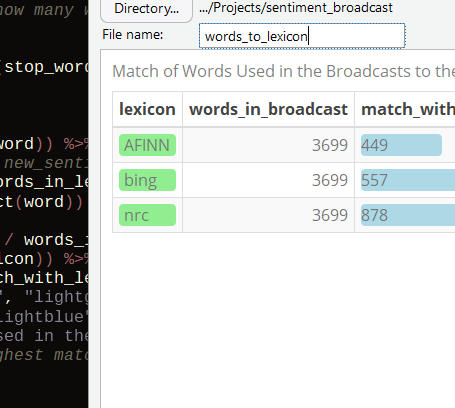 how many w
Directory... .../Projects/sentiment_broadcast
File name: words_to_lexicon
(stop_word
Match of Words Used in the Broadcasts to the
lexicon words_in_broadcast match_with
AFINN 3699 449
bing 3699 557
nrc 3699 878
word)) %>%
new_senti
ords_in_le
ct(word))
/ words_i
icon)) %>%
ch_with_le
", "lightg
lightblue"
sed in the
ghest matc